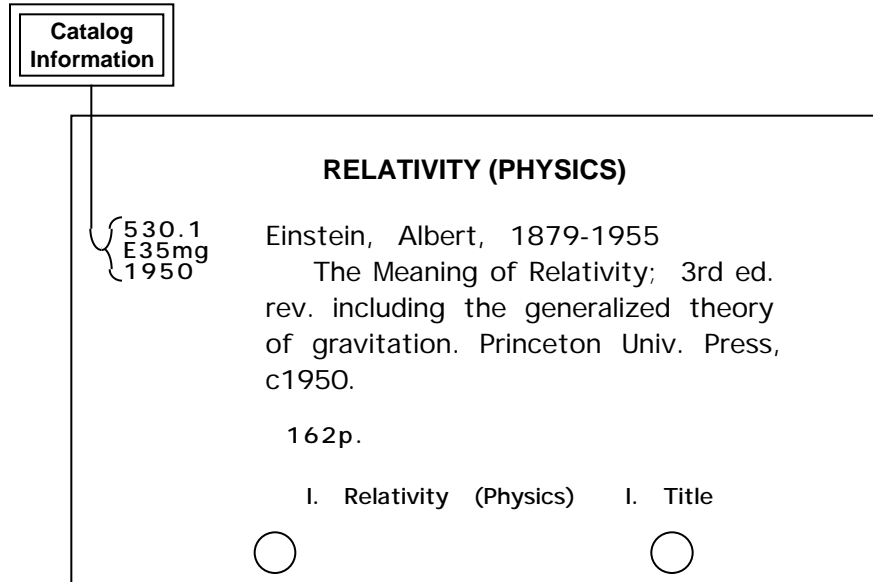 Catalog
Information
RELATIVITY (PHYSICS)
530.1
E35mg
1950
Einstein, Albert, 1879-1955
The Meaning of Relativity; 3rd ed.
rev. including the generalized theory
of gravitation. Princeton Univ. Press,
c1950.
162p.
I. Relativity (Physics) I. Title